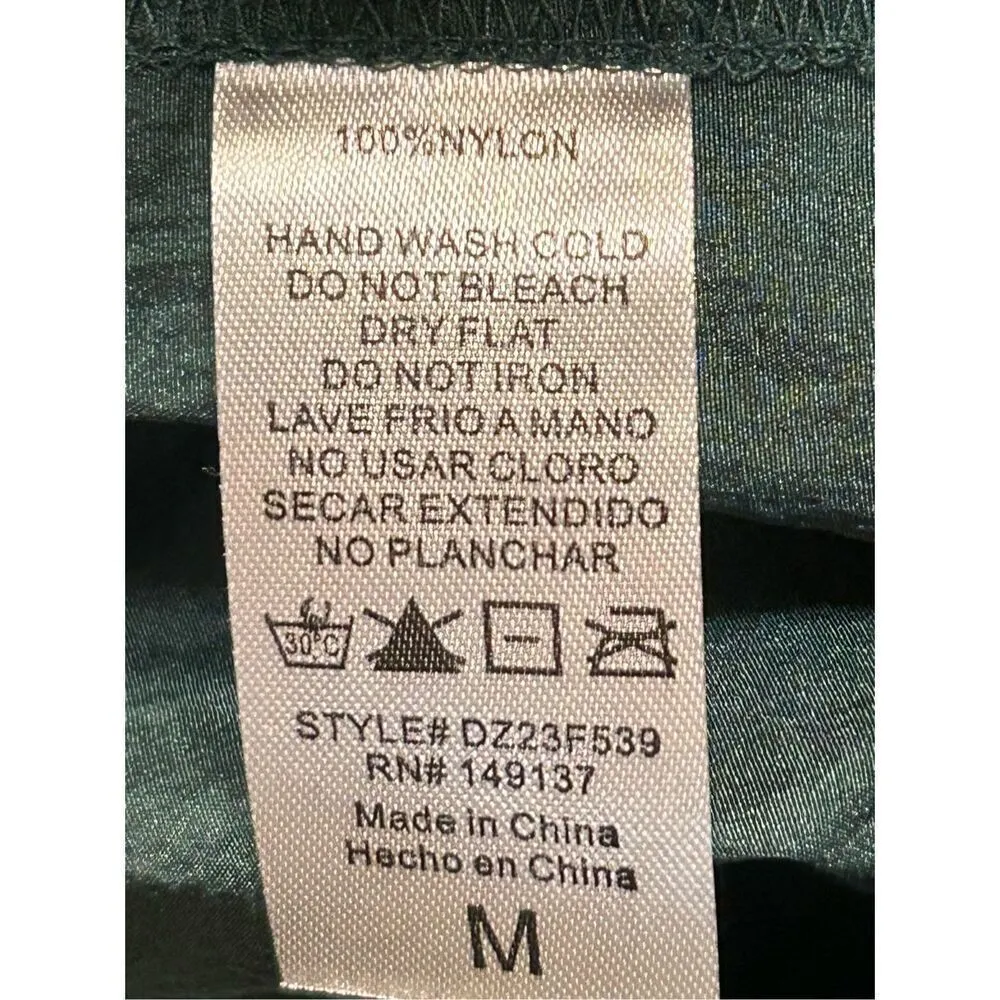 100%NYLON
HAND WASH COLD
DO NOT BLEACH
DRY FLAT
DO NOT IRON
LAVE FRIO A MANO
NO USAR CLORO
SECAR EXTENDIDO
NO PLANCHAR
30°C
STYLE# DZ23F539
RN# 149137
Made in China
Hecho en China
M